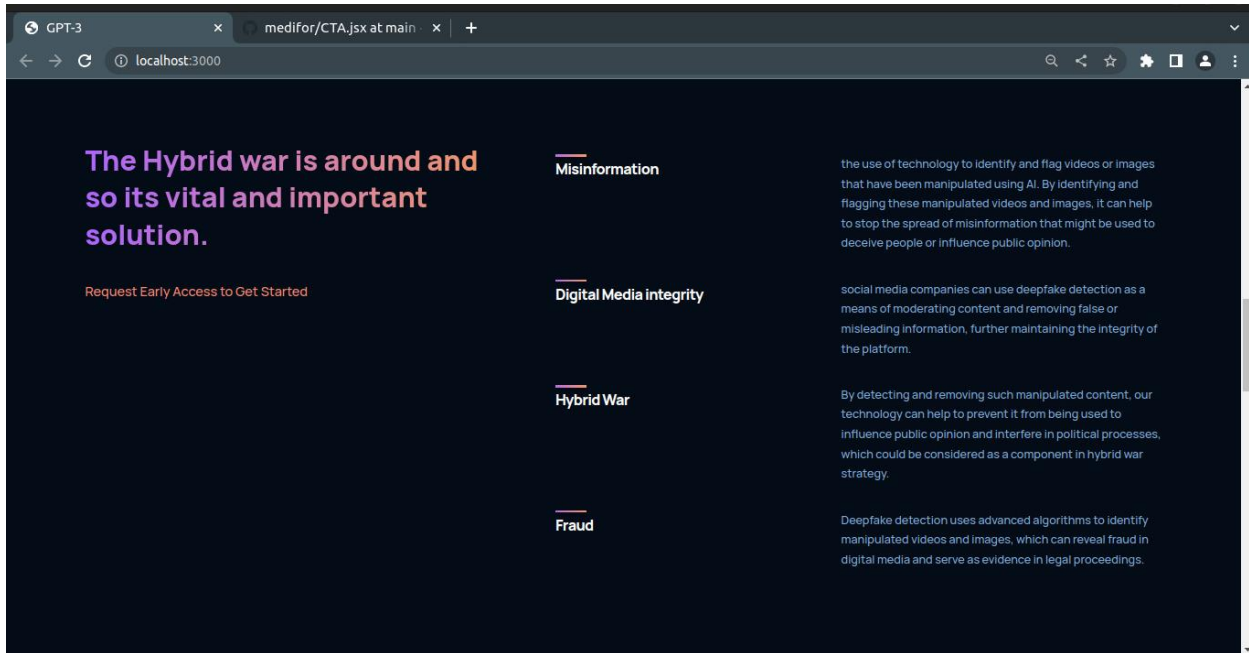 GPT-3
medifor/CTA.jsx at main
localhost:3000
The Hybrid war is around and
so its vital and important
solution.
Request Early Access to Get Started
Misinformation
the use of technology to identify and flag videos or images
that have been manipulated using AI. By identifying and
flagging these manipulated videos and images, it can help
to stop the spread of misinformation that might be used to
deceive people or influence public opinion.
Digital Media integrity
social media companies can use deepfake detection as a
means of moderating content and removing false or
misleading information, further maintaining the integrity of
the platform.
Hybrid War
By detecting and removing such manipulated content, our
technology can help to prevent it from being used to
influence public opinion and interfere in political processes,
which could be considered as a component in hybrid war
strategy.
Fraud
Deepfake detection uses advanced algorithms to identify
manipulated videos and images, which can reveal fraud in
digital media and serve as evidence in legal proceedings.